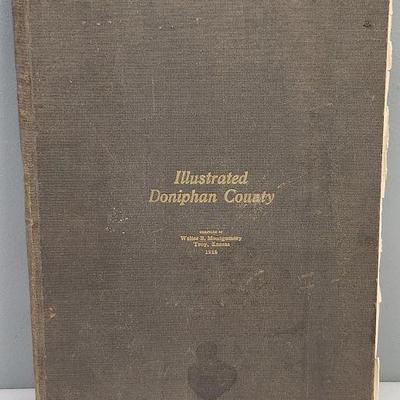 Illustrated
Doniphan County
COMPILED BY
Walter B. Montgomery
Troy, Kansas
1916